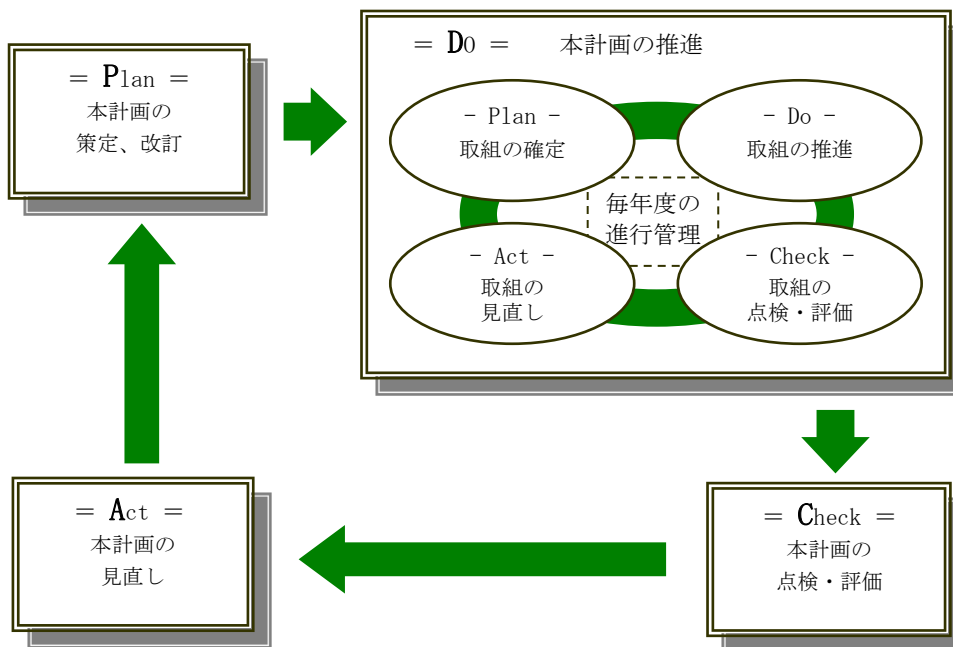 = Plan =
本計画の
策定、改訂
= Do =　　本計画の推進
- Plan -
取組の確定
- Do -
取組の推進
毎年度の
進行管理
- Act -
取組の
見直し
- Check -
取組の
点検・評価
= Act =
本計画の
見直し
= Check =
本計画の
点検・評価